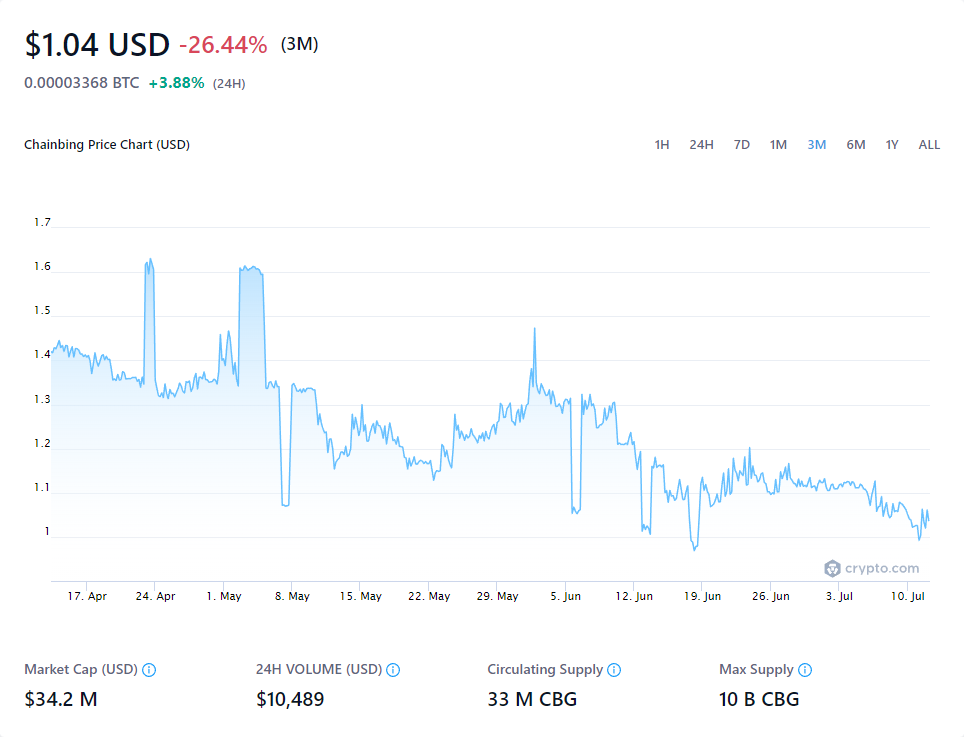 $1.04 USD -26.44% (3M)
0.00003368 BTC +3.88% (24H)
Chainbing Price Chart (USD) 1H 24H 7D 1M 3M 6M 1Y ALL
1.7
1.6
1.5
1.4
1.3
1.2
1.1
1
crypto.com
17. Apr 24. Apr 1. May 8. May 15. May 22. May 29. May 5. Jun 12. Jun 19. Jun 26. Jun 3. Jul 10. Jul
Market Cap (USD) 24H VOLUME (USD) Circulating Supply Max Supply
$34.2 M $10,489 33 M CBG 10 B CBG